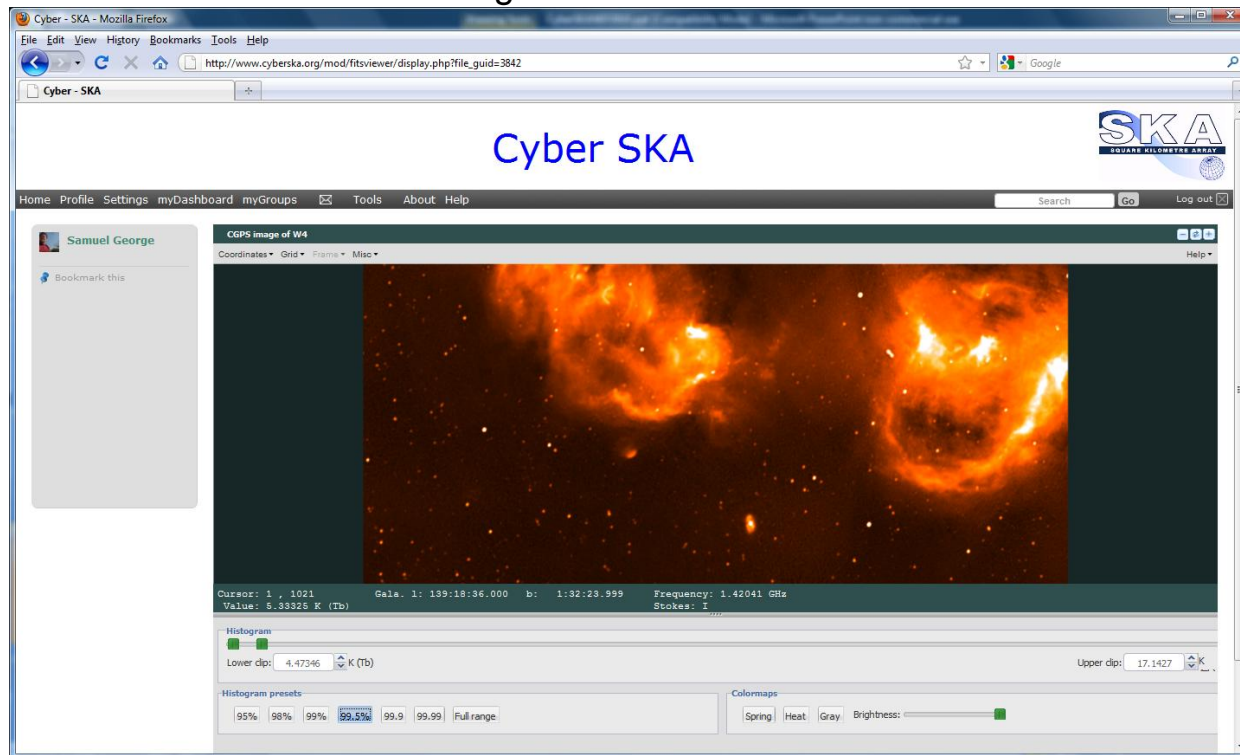 Cyber - SKA - Mozilla Firefox
File Edit View History Bookmarks Tools Help
http://www.cyberska.org/mod/fitsviewer/display.php?file_guid=3842
Google
Cyber - SKA
Cyber SKA
SKA
SQUARE KILOMETRE ARRAY
Home Profile Settings myDashboard myGroups Tools About Help Search Go Log out
Samuel George
Bookmark this
CGPS image of W4
Coordinates Grid Frame Misc Help
Cursor: 1 , 1021 Gala. l: 139:18:36.000 b: 1:32:23.999 Frequency: 1.42041 GHz
Value: 5.33325 K (Tb) Stokes: I
Histogram
Lower clip: 4.47346 K (Tb) Upper clip: 17.1427 K
Histogram presets Colormaps
95% 98% 99% 99.5% 99.9 99.99 Full range Spring Heat Gray Brightness: